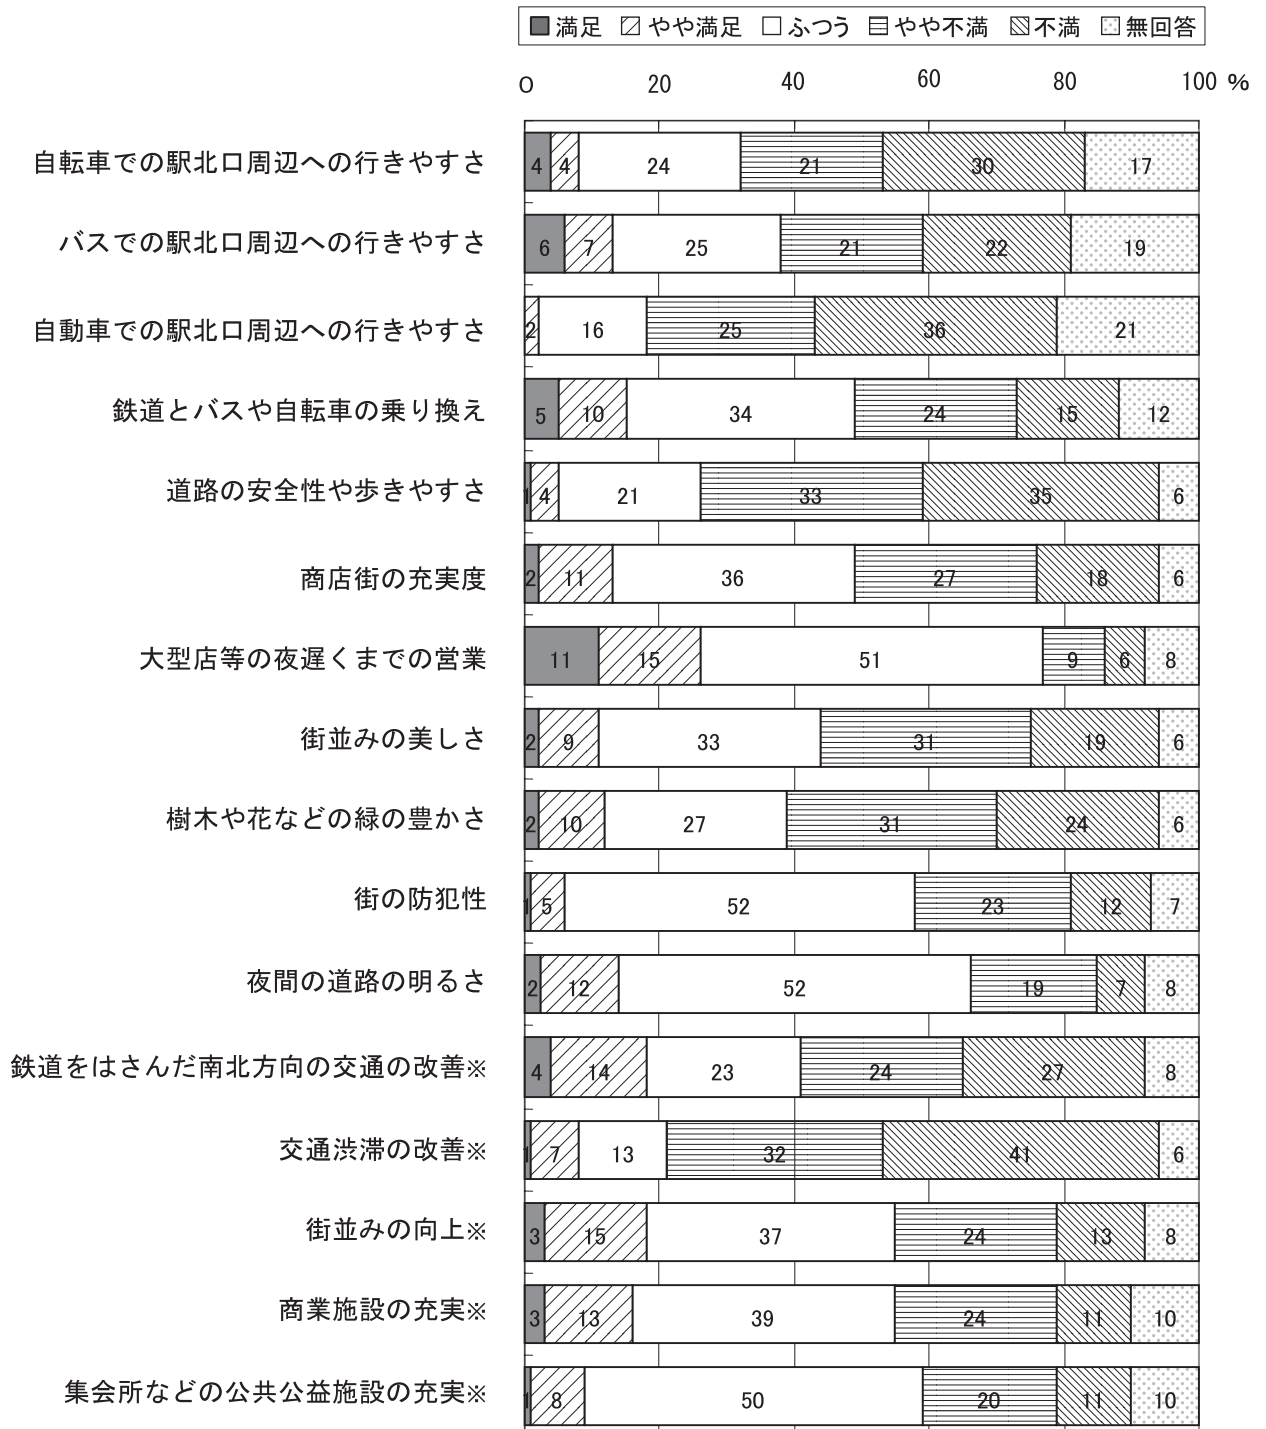 満足 やや満足 ふつう やや不満 不満 無回答
0 20 40 60 80 100 %
自転車での駅北口周辺への行きやすさ 4 4 24 21 30 17
バスでの駅北口周辺への行きやすさ 6 7 25 21 22 19
自動車での駅北口周辺への行きやすさ 2 16 25 36 21
鉄道とバスや自転車の乗り換え 5 10 34 24 15 12
道路の安全性や歩きやすさ 1 4 21 33 35 6
商店街の充実度 2 11 36 27 18 6
大型店等の夜遅くまでの営業 11 15 51 9 6 8
街並みの美しさ 2 9 33 31 19 6
樹木や花などの緑の豊かさ 2 10 27 31 24 6
街の防犯性 1 5 52 23 12 7
夜間の道路の明るさ 2 12 52 19 7 8
鉄道をはさんだ南北方向の交通の改善※ 4 14 23 24 27 8
交通渋滞の改善※ 1 7 13 32 41 6
街並みの向上※ 3 15 37 24 13 8
商業施設の充実※ 3 13 39 24 11 10
集会所などの公共公益施設の充実※ 1 8 50 20 11 10